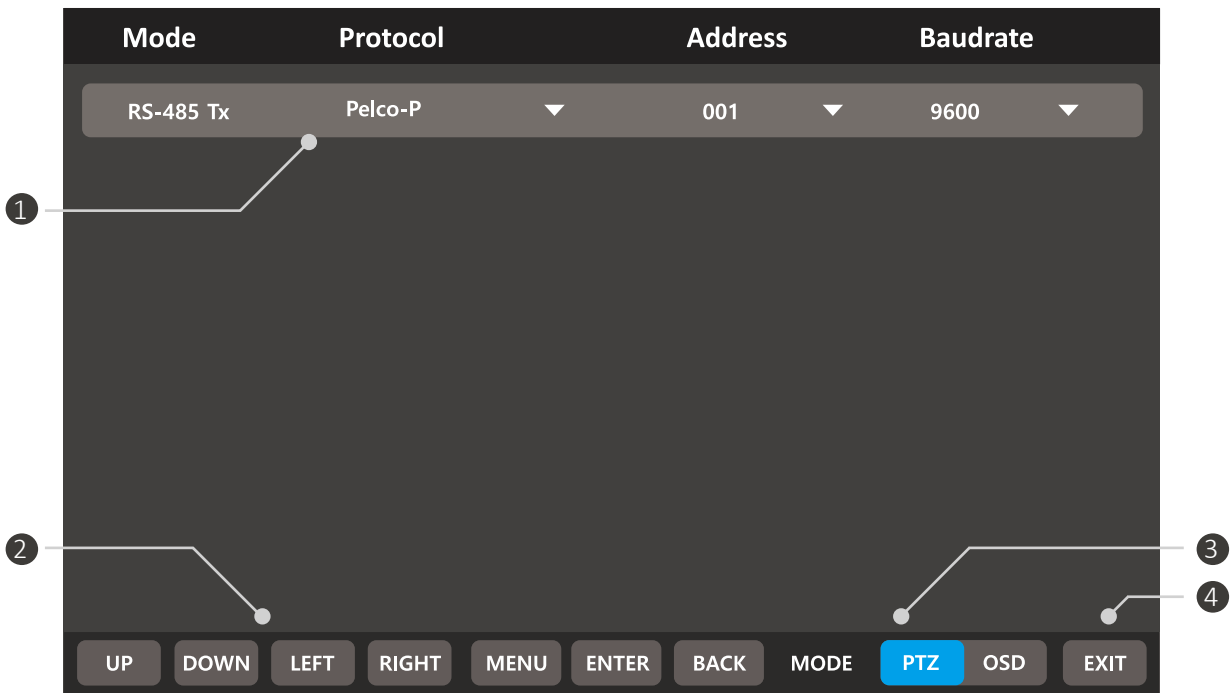 Mode Protocol Address Baudrate
RS-485 Tx Pelco-P 001 9600
1
2
3
4
UP DOWN LEFT RIGHT MENU ENTER BACK MODE PTZ OSD EXIT